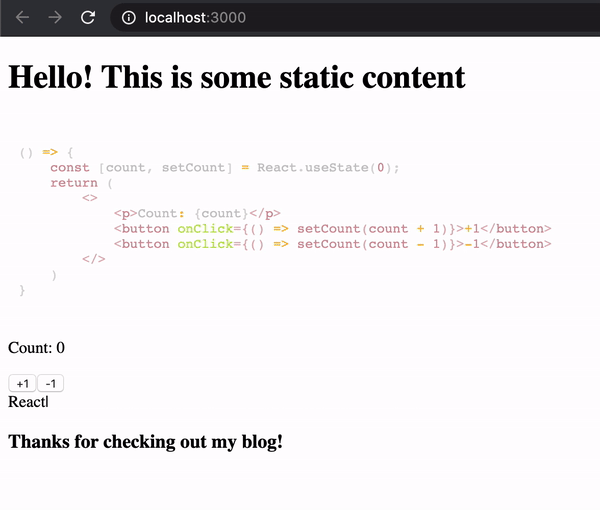 localhost:3000
Hello! This is some static content
() => {
    const [count, setCount] = React.useState(0);
    return (
        <>
            <p>Count: {count}</p>
            <button onClick={() => setCount(count + 1)}>+1</button>
            <button onClick={() => setCount(count - 1)}>-1</button>
        </>
    )
}
Count: 0
+1 -1
React
Thanks for checking out my blog!